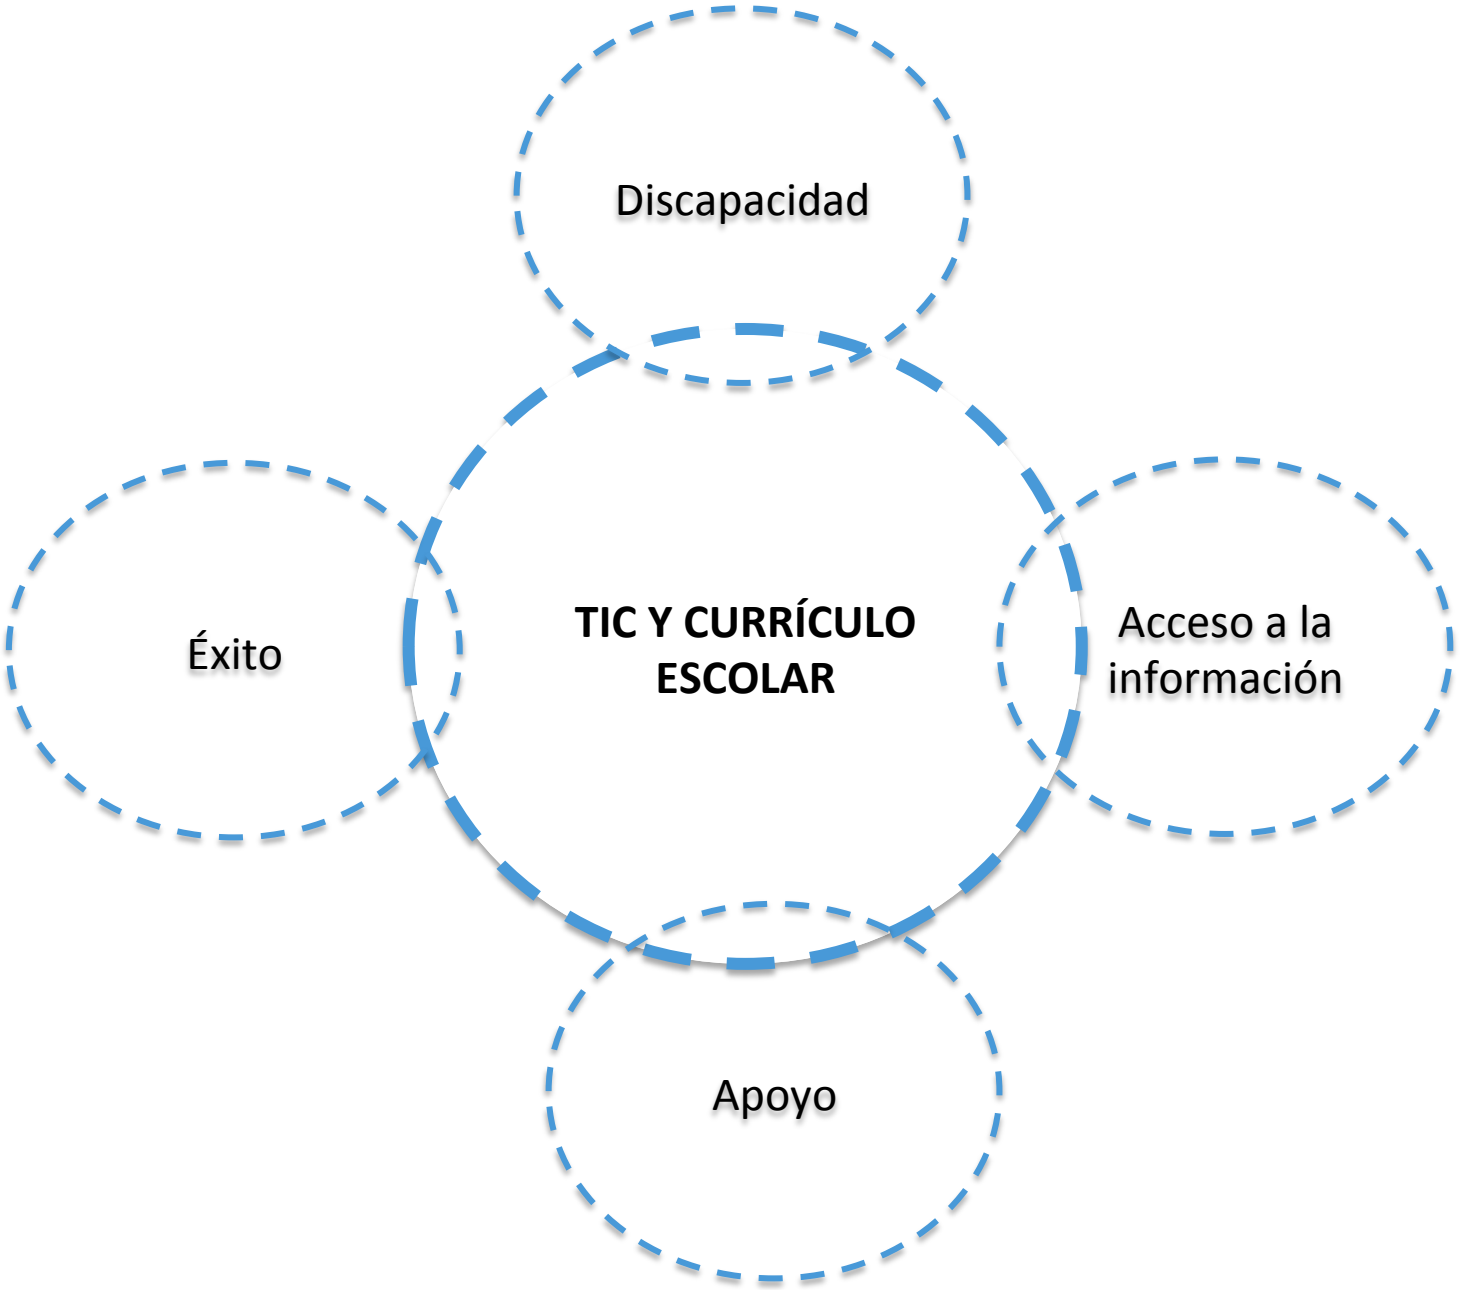 Discapacidad
Éxito
TIC Y CURRÍCULO
ESCOLAR
Acceso a la
información
Apoyo